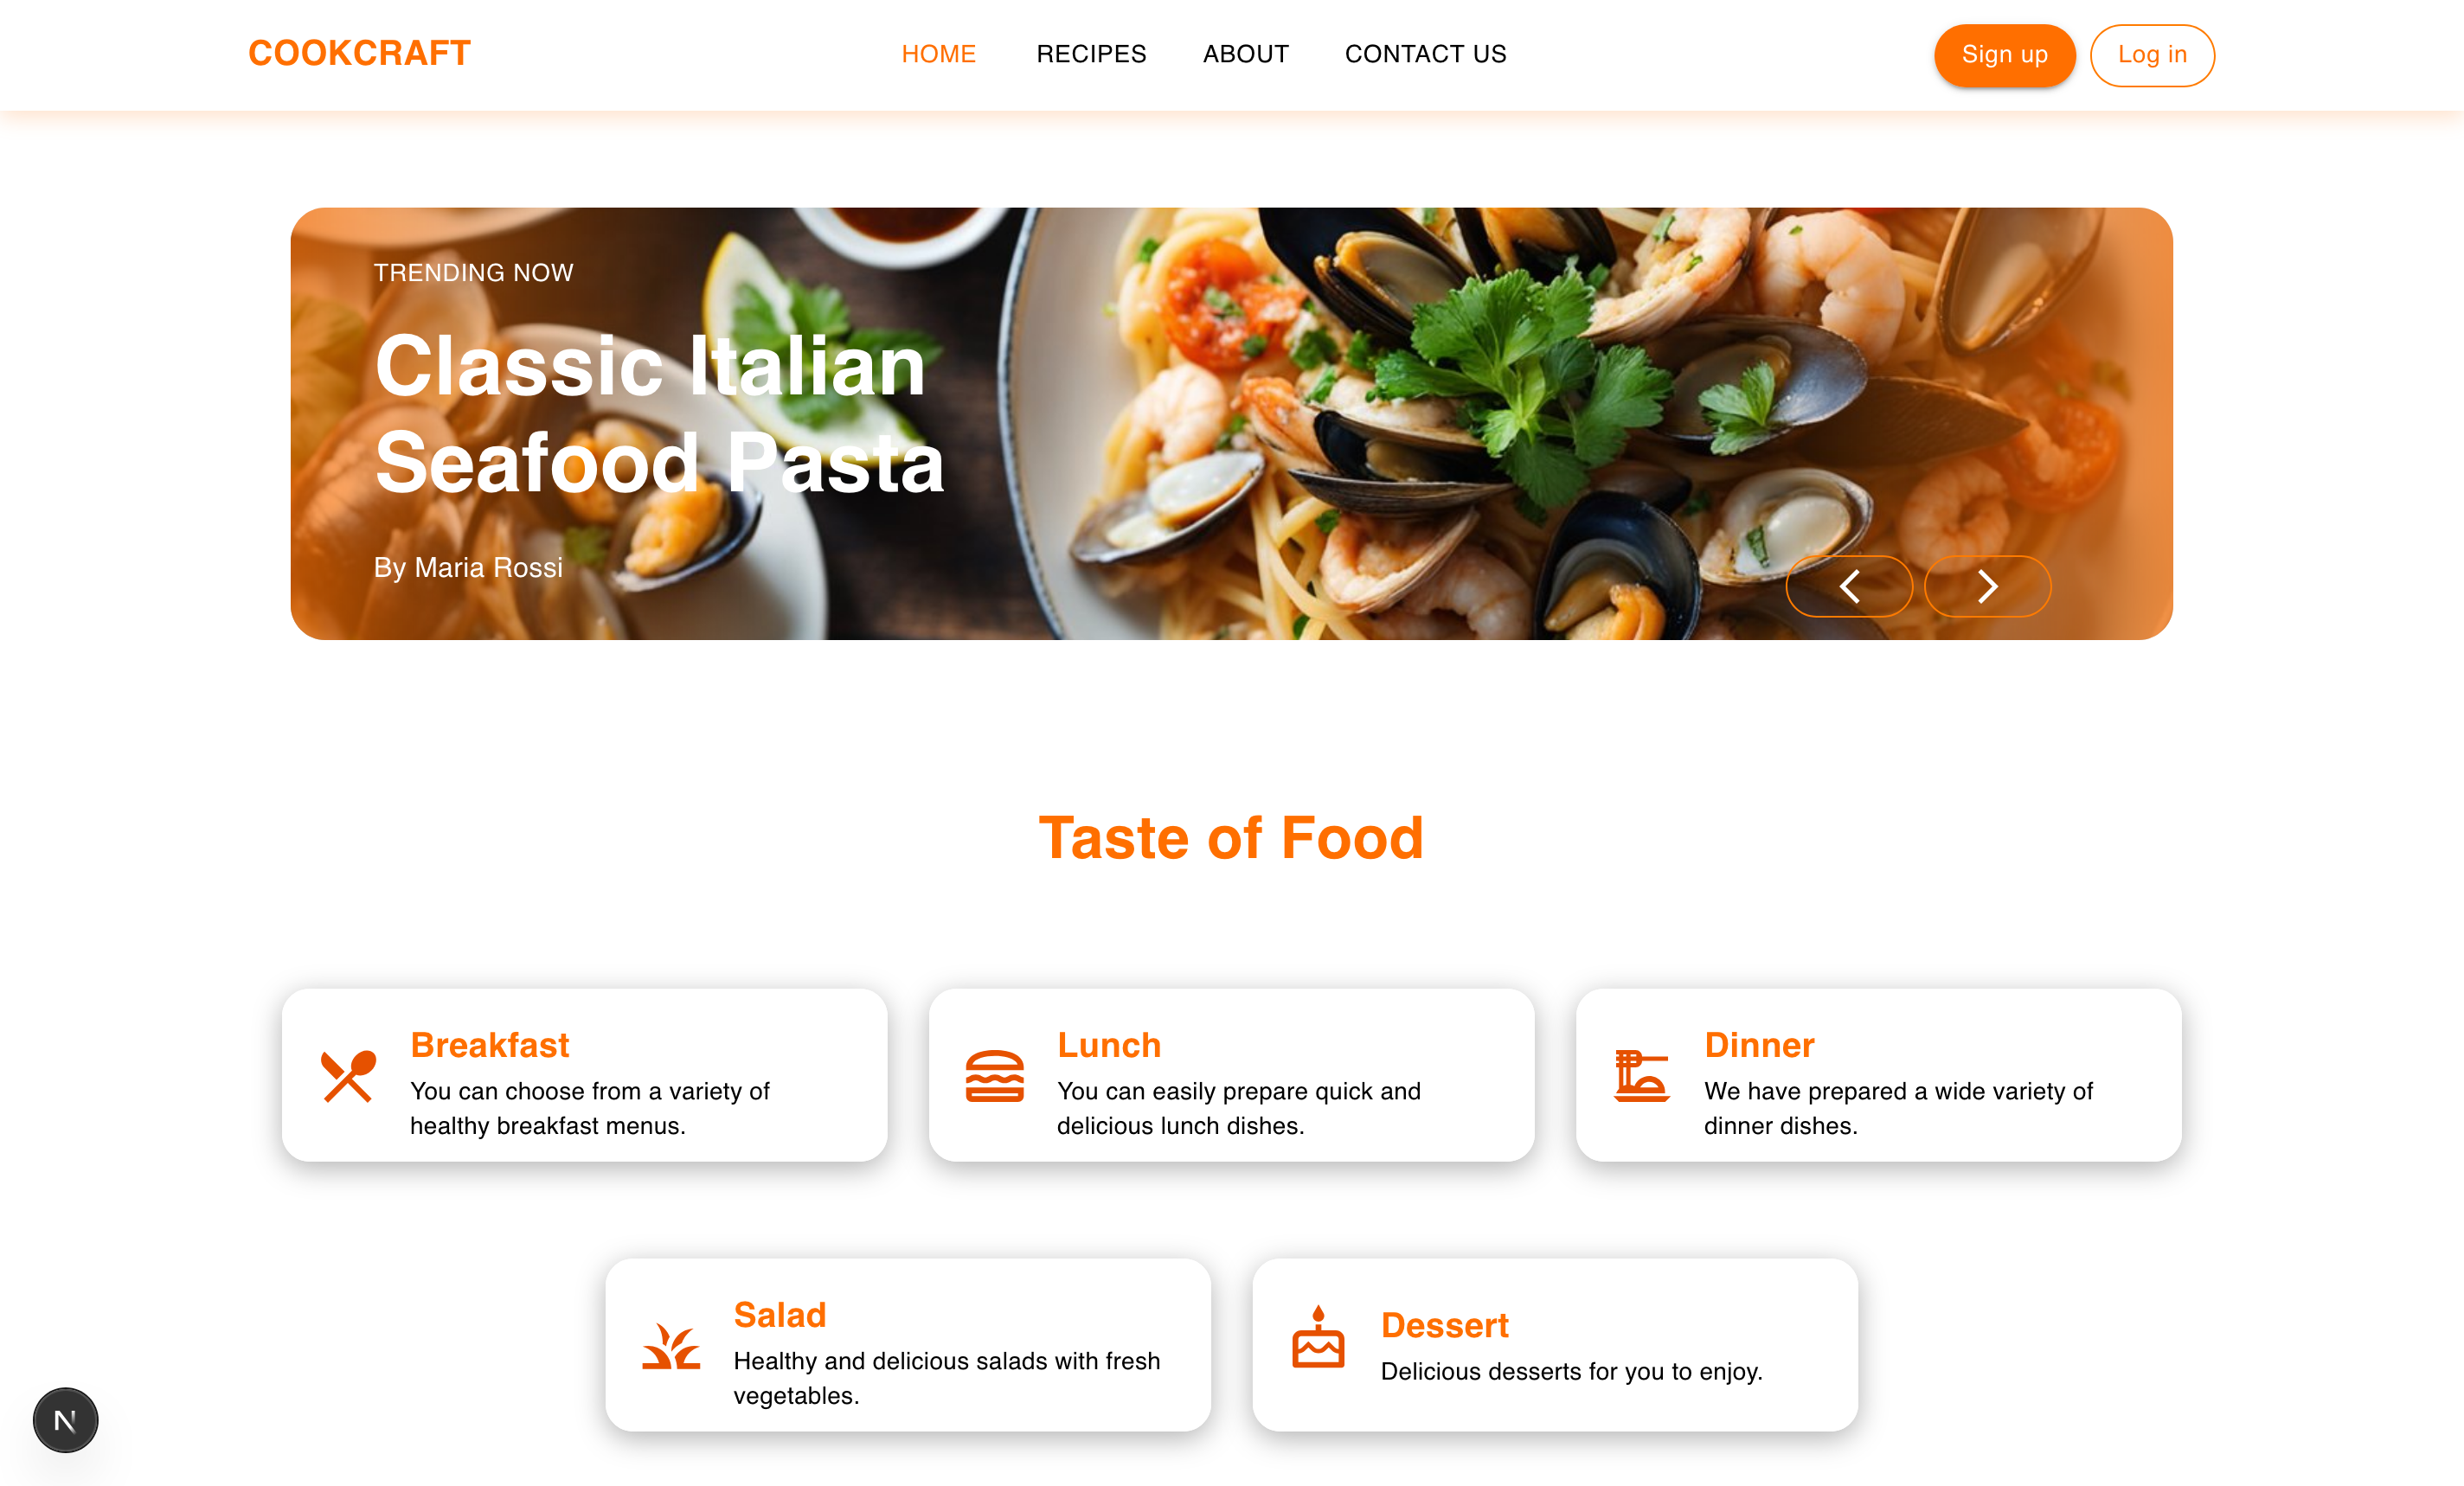 COOKCRAFT
HOME RECIPES ABOUT CONTACT US
Sign up Log in
TRENDING NOW
Classic Italian
Seafood Pasta
By Maria Rossi
Taste of Food
Breakfast
You can choose from a variety of
healthy breakfast menus.
Lunch
You can easily prepare quick and
delicious lunch dishes.
Dinner
We have prepared a wide variety of
dinner dishes.
Salad
Healthy and delicious salads with fresh
vegetables.
Dessert
Delicious desserts for you to enjoy.
N